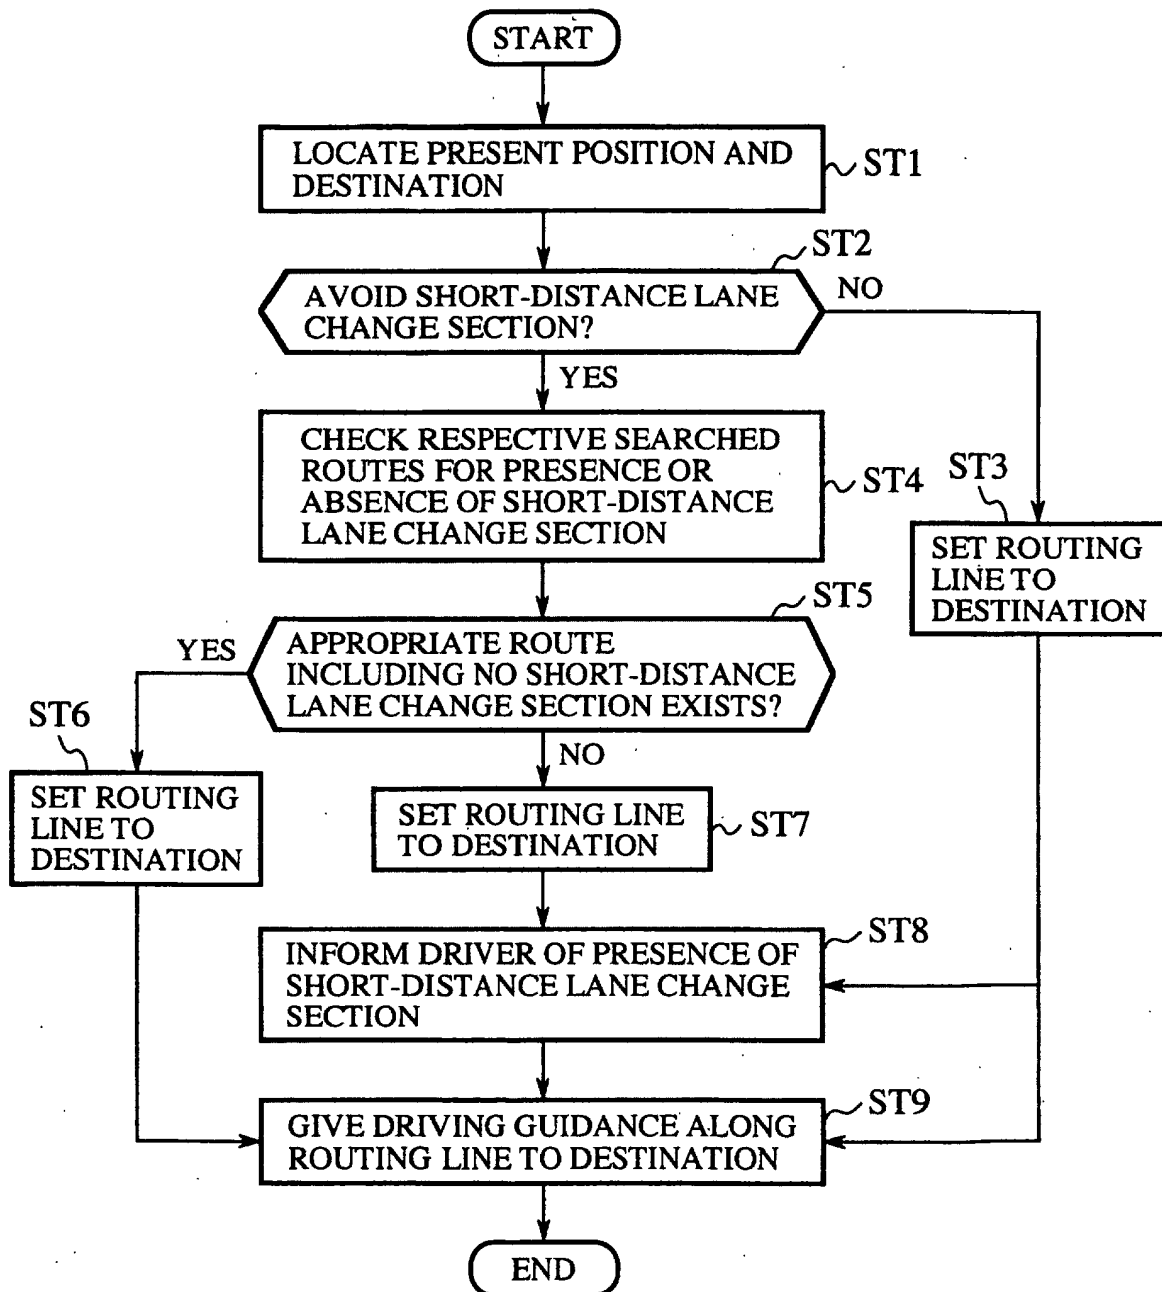 START
LOCATE PRESENT POSITION AND
DESTINATION
ST1
ST2
AVOID SHORT-DISTANCE LANE
CHANGE SECTION?
NO
YES
CHECK RESPECTIVE SEARCHED
ROUTES FOR PRESENCE OR
ABSENCE OF SHORT-DISTANCE
LANE CHANGE SECTION
ST4
ST3
SET ROUTING
LINE TO
DESTINATION
ST5
YES
APPROPRIATE ROUTE
INCLUDING NO SHORT-DISTANCE
LANE CHANGE SECTION EXISTS?
ST6
NO
SET ROUTING
LINE TO
DESTINATION
SET ROUTING LINE
TO DESTINATION
ST7
ST8
INFORM DRIVER OF PRESENCE OF
SHORT-DISTANCE LANE CHANGE
SECTION
ST9
GIVE DRIVING GUIDANCE ALONG
ROUTING LINE TO DESTINATION
END